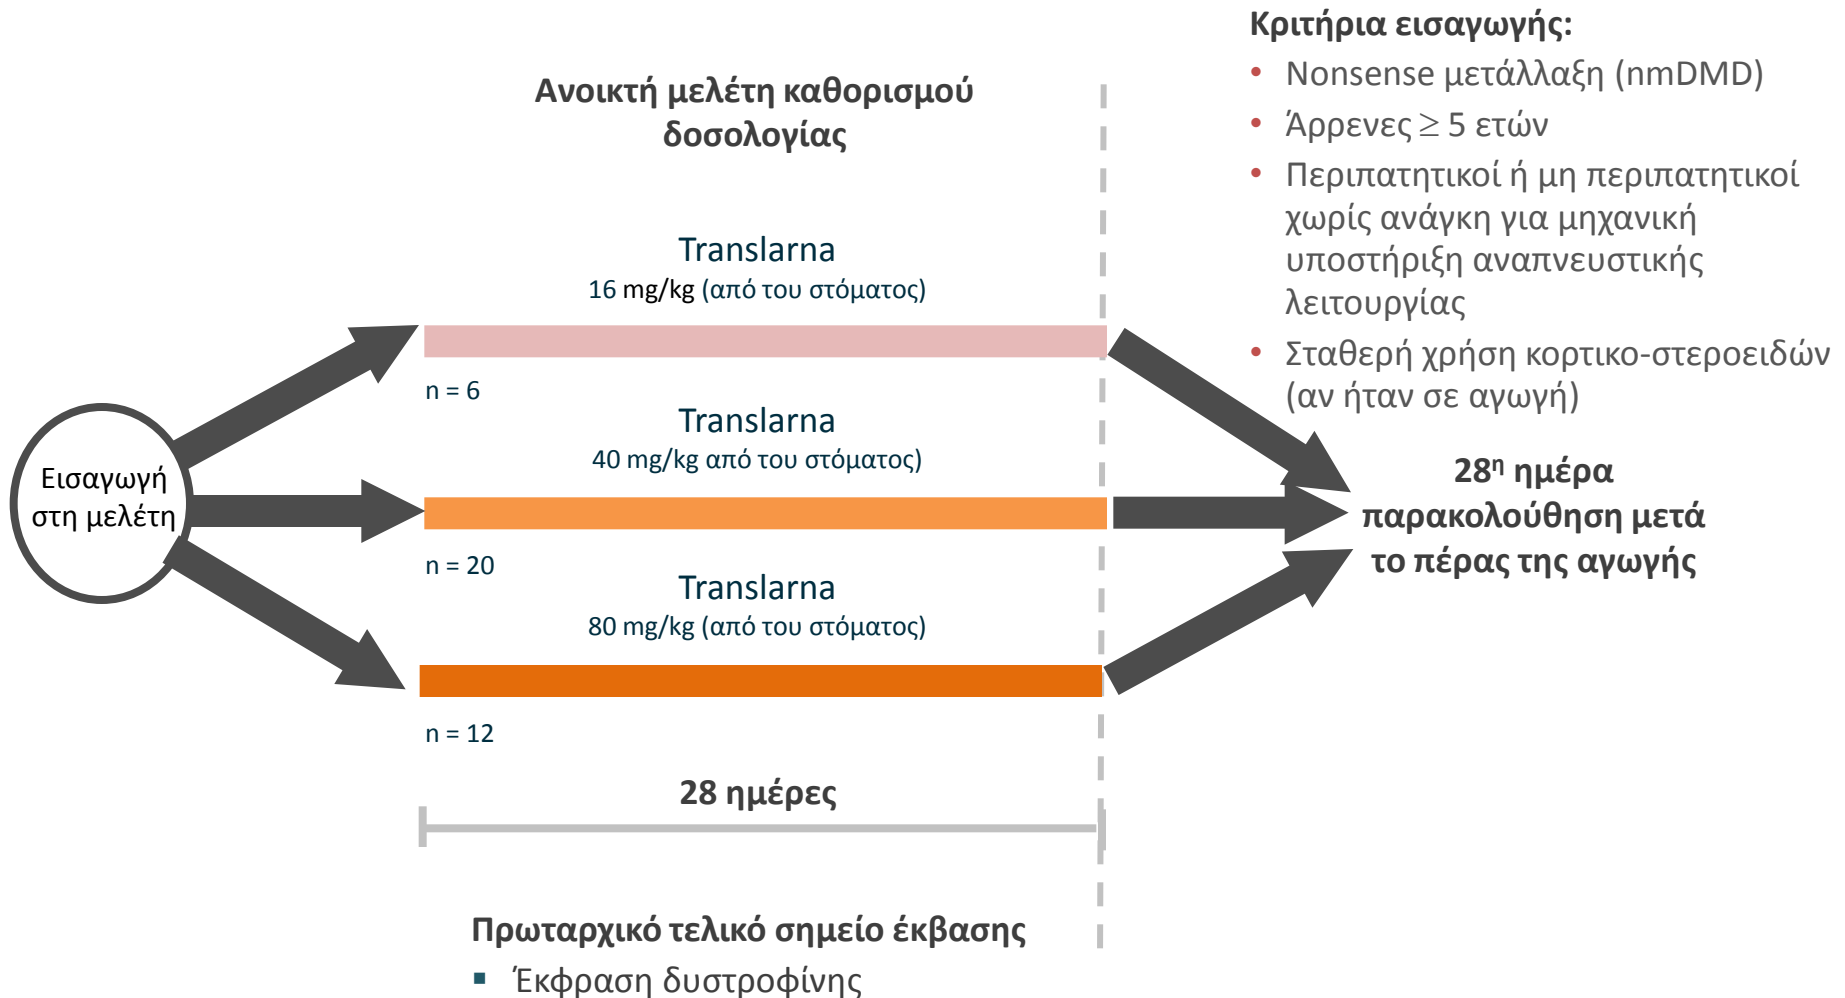 Κριτήρια εισαγωγής:
• Nonsense μετάλλαξη (nmDMD)
• Άρρενες ≥ 5 ετών
• Περιπατητικοί ή μη περιπατητικοί
χωρίς ανάγκη για μηχανική
υποστήριξη αναπνευστικής
λειτουργίας
• Σταθερή χρήση κορτικο-στεροειδών
(αν ήταν σε αγωγή)
Ανοικτή μελέτη καθορισμού
δοσολογίας
Translarna
16 mg/kg (από του στόματος)
n = 6
Translarna
40 mg/kg από του στόματος)
n = 20
Translarna
80 mg/kg (από του στόματος)
n = 12
Εισαγωγή
στη μελέτη
28η ημέρα
παρακολούθηση μετά
το πέρας της αγωγής
28 ημέρες
Πρωταρχικό τελικό σημείο έκβασης
▪ Έκφραση δυστροφίνης